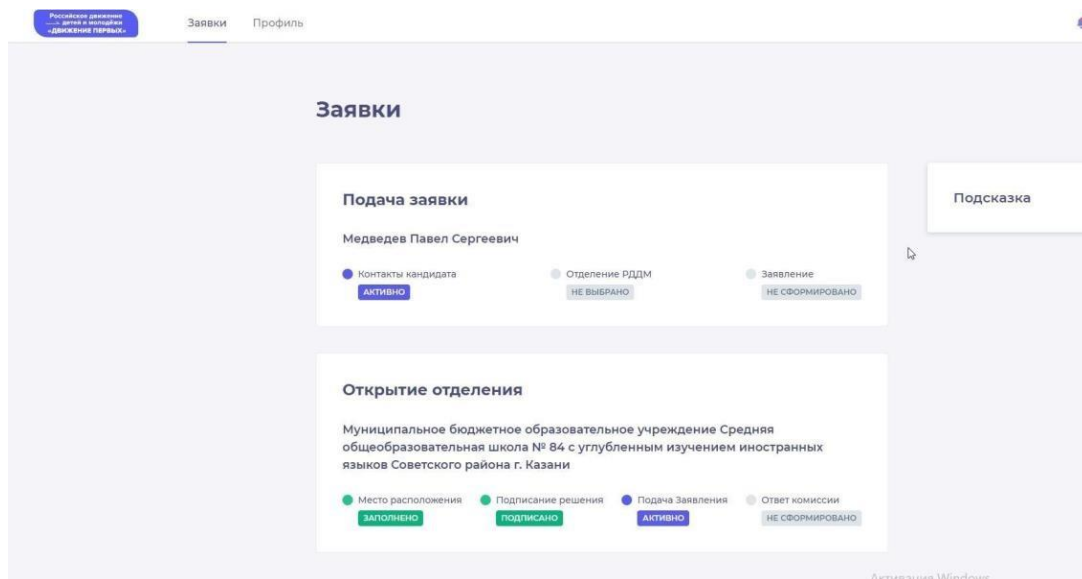 Российское движение
детей и молодёжи
«ДВИЖЕНИЕ ПЕРВЫХ»
Заявки Профиль
Заявки
Подача заявки
Подсказка
Медведев Павел Сергеевич
Контакты кандидата Отделение РДДМ Заявление
АКТИВНО НЕ ВЫБРАНО НЕ СФОРМИРОВАНО
Открытие отделения
Муниципальное бюджетное образовательное учреждение Средняя
общеобразовательная школа № 84 с углубленным изучением иностранных
языков Советского района г. Казани
Место расположения Подписание решения Подача Заявления Ответ комиссии
ЗАПОЛНЕНО ПОДПИСАНО АКТИВНО НЕ СФОРМИРОВАНО
Активация Windows